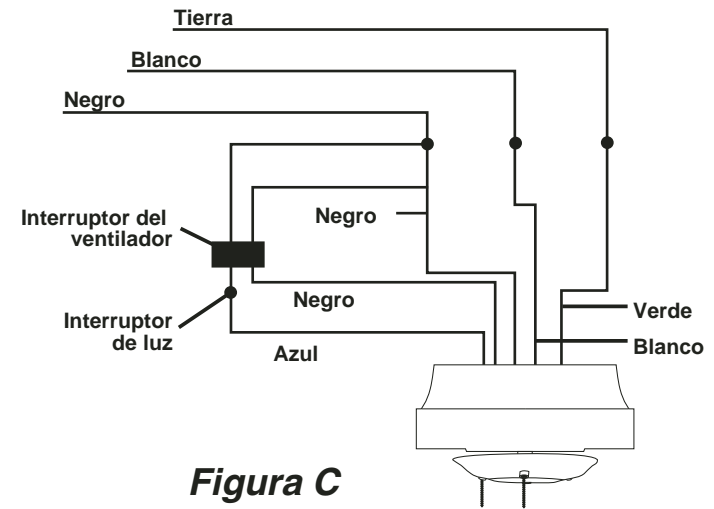 Tierra
Blanco
Negro
Interruptor del
ventilador
Negro
Negro
Interruptor
de luz
Azul
Verde
Blanco
Figura C